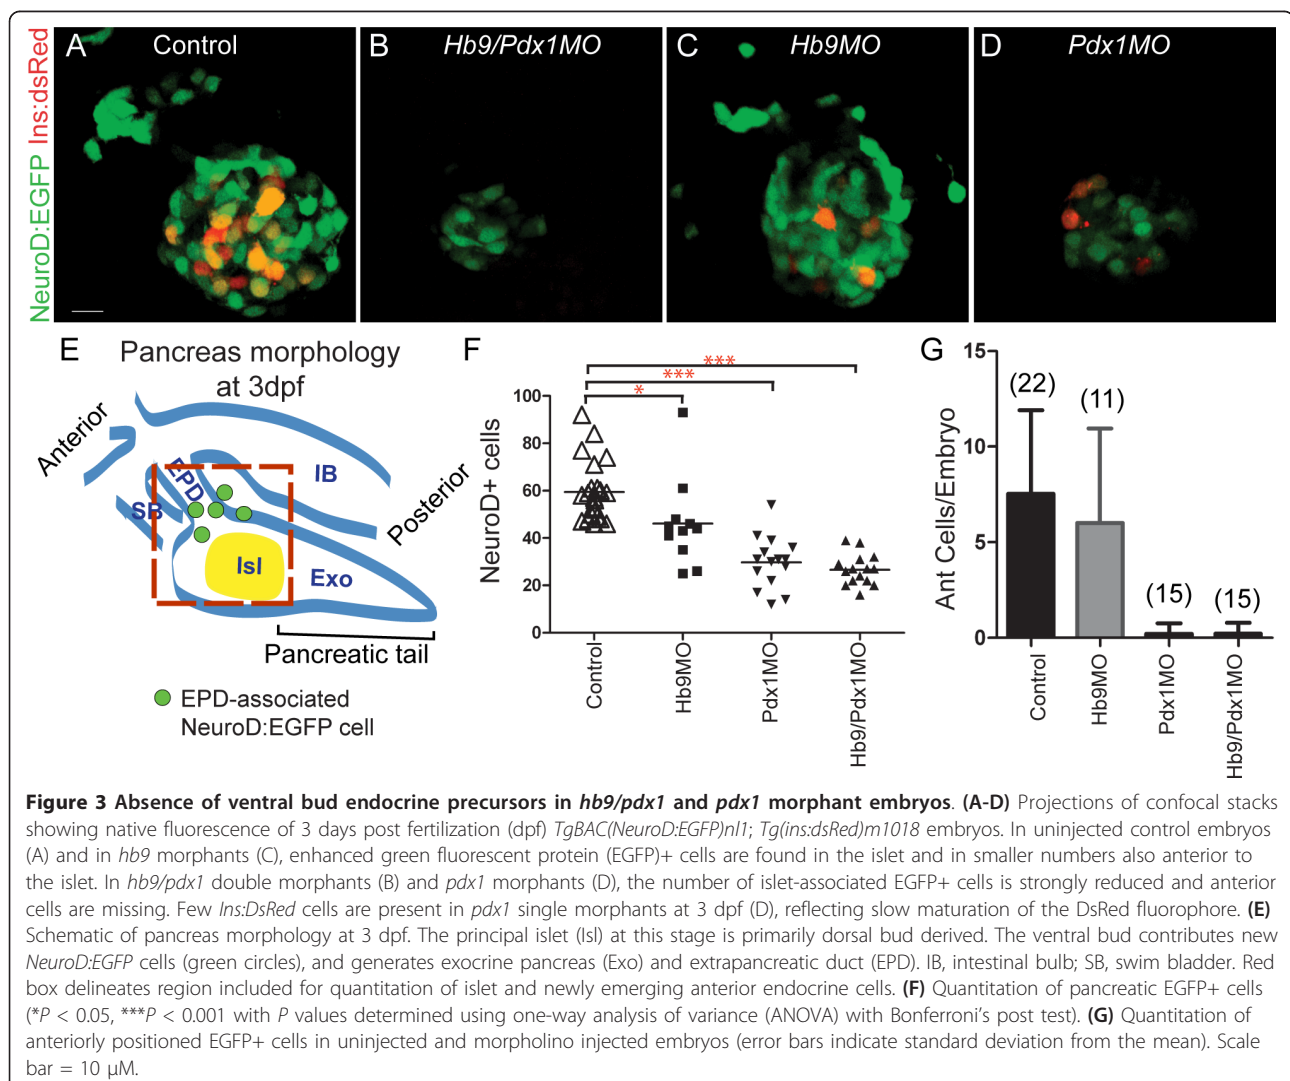 NeuroD:EGFP Ins:dsRed
A Control
B Hb9/Pdx1MO
C Hb9MO
D Pdx1MO
E Pancreas morphology
at 3dpf
Anterior
Posterior
IB
EPD
SB
Isl
Exo
Pancreatic tail
EPD-associated
NeuroD:EGFP cell
F
NeuroD+ cells
100
80
60
40
20
0
*
***
***
Control
Hb9MO
Pdx1MO
Hb9/Pdx1MO
G
Ant Cells/Embryo
15
10
5
0
(22)
(11)
(15)
(15)
Control
Hb9MO
Pdx1MO
Hb9/Pdx1MO
Figure 3 Absence of ventral bud endocrine precursors in hb9/pdx1 and pdx1 morphant embryos. (A-D) Projections of confocal stacks
showing native fluorescence of 3 days post fertilization (dpf) TgBAC(NeuroD:EGFP)nl1; Tg(ins:dsRed)m1018 embryos. In uninjected control embryos
(A) and in hb9 morphants (C), enhanced green fluorescent protein (EGFP)+ cells are found in the islet and in smaller numbers also anterior to
the islet. In hb9/pdx1 double morphants (B) and pdx1 morphants (D), the number of islet-associated EGFP+ cells is strongly reduced and anterior
cells are missing. Few Ins:DsRed cells are present in pdx1 single morphants at 3 dpf (D), reflecting slow maturation of the DsRed fluorophore. (E)
Schematic of pancreas morphology at 3 dpf. The principal islet (Isl) at this stage is primarily dorsal bud derived. The ventral bud contributes new
NeuroD:EGFP cells (green circles), and generates exocrine pancreas (Exo) and extrapancreatic duct (EPD). IB, intestinal bulb; SB, swim bladder. Red
box delineates region included for quantitation of islet and newly emerging anterior endocrine cells. (F) Quantitation of pancreatic EGFP+ cells
(*P < 0.05, ***P < 0.001 with P values determined using one-way analysis of variance (ANOVA) with Bonferroni's post test). (G) Quantitation of
anteriorly positioned EGFP+ cells in uninjected and morpholino injected embryos (error bars indicate standard deviation from the mean). Scale
bar = 10 μM.